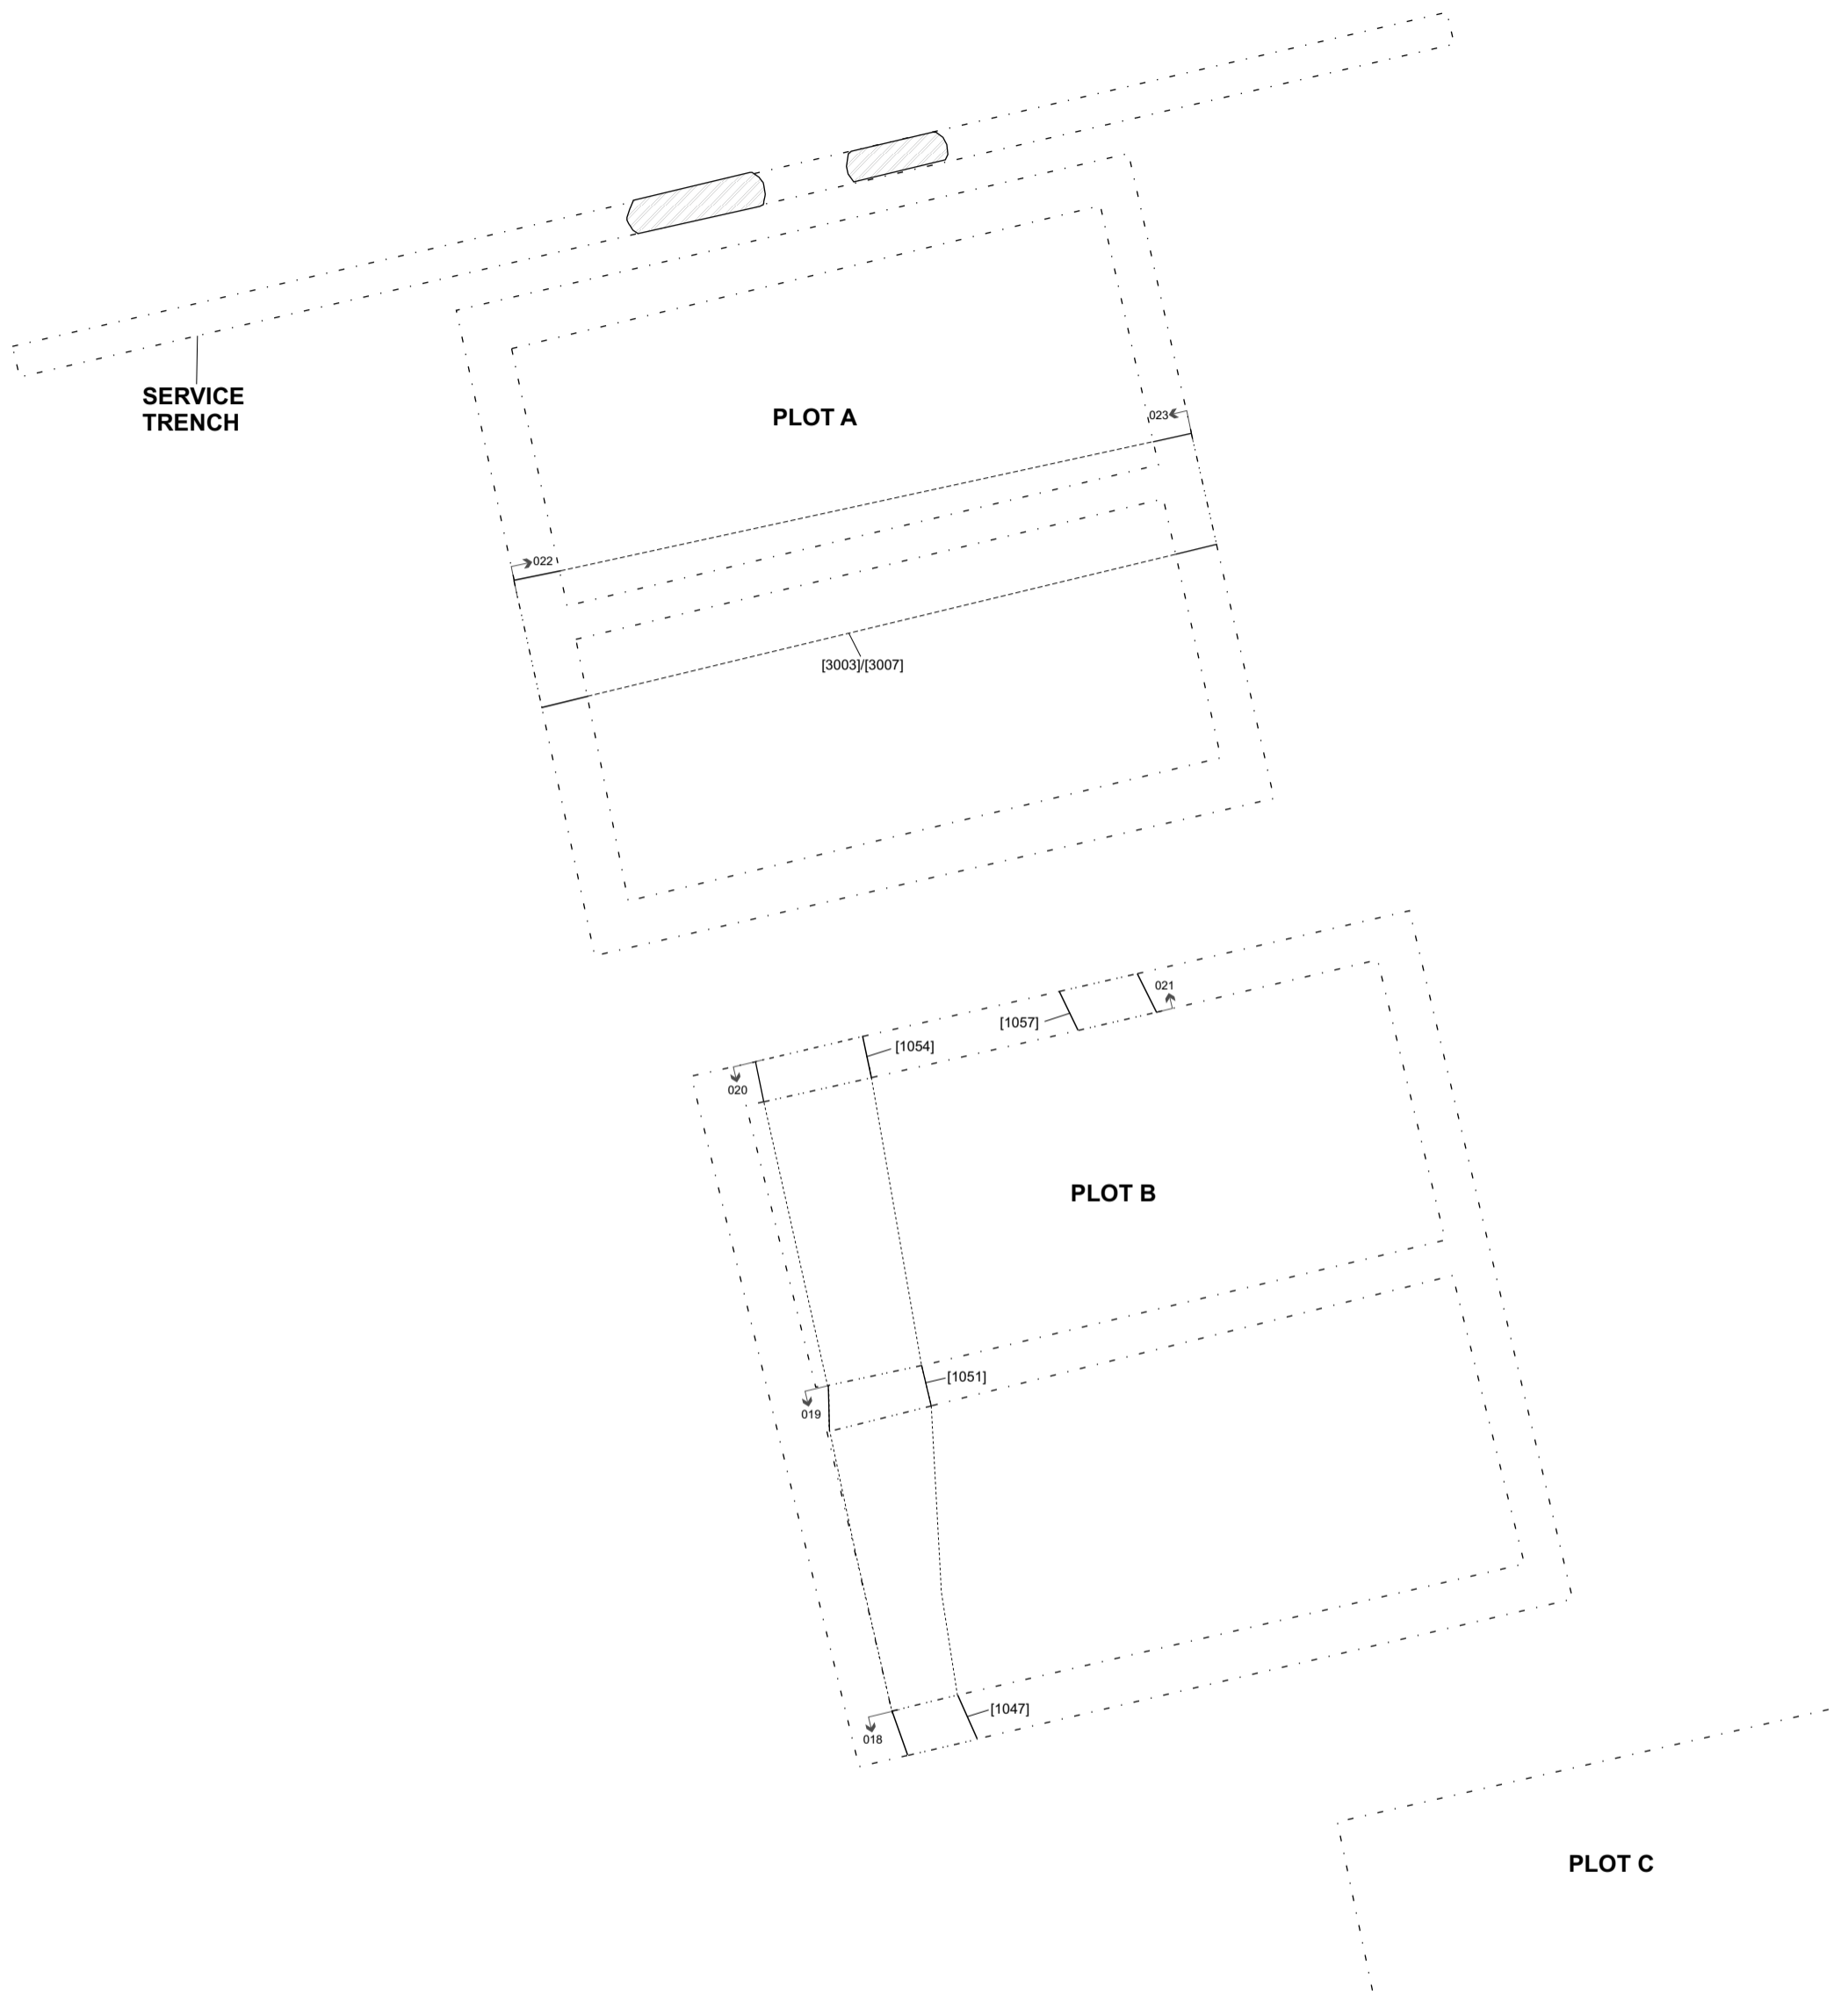 SERVICE
TRENCH
PLOT A
023
022
[3003]/[3007]
021
[1057]
[1054]
020
PLOT B
[1051]
019
[1047]
018
PLOT C